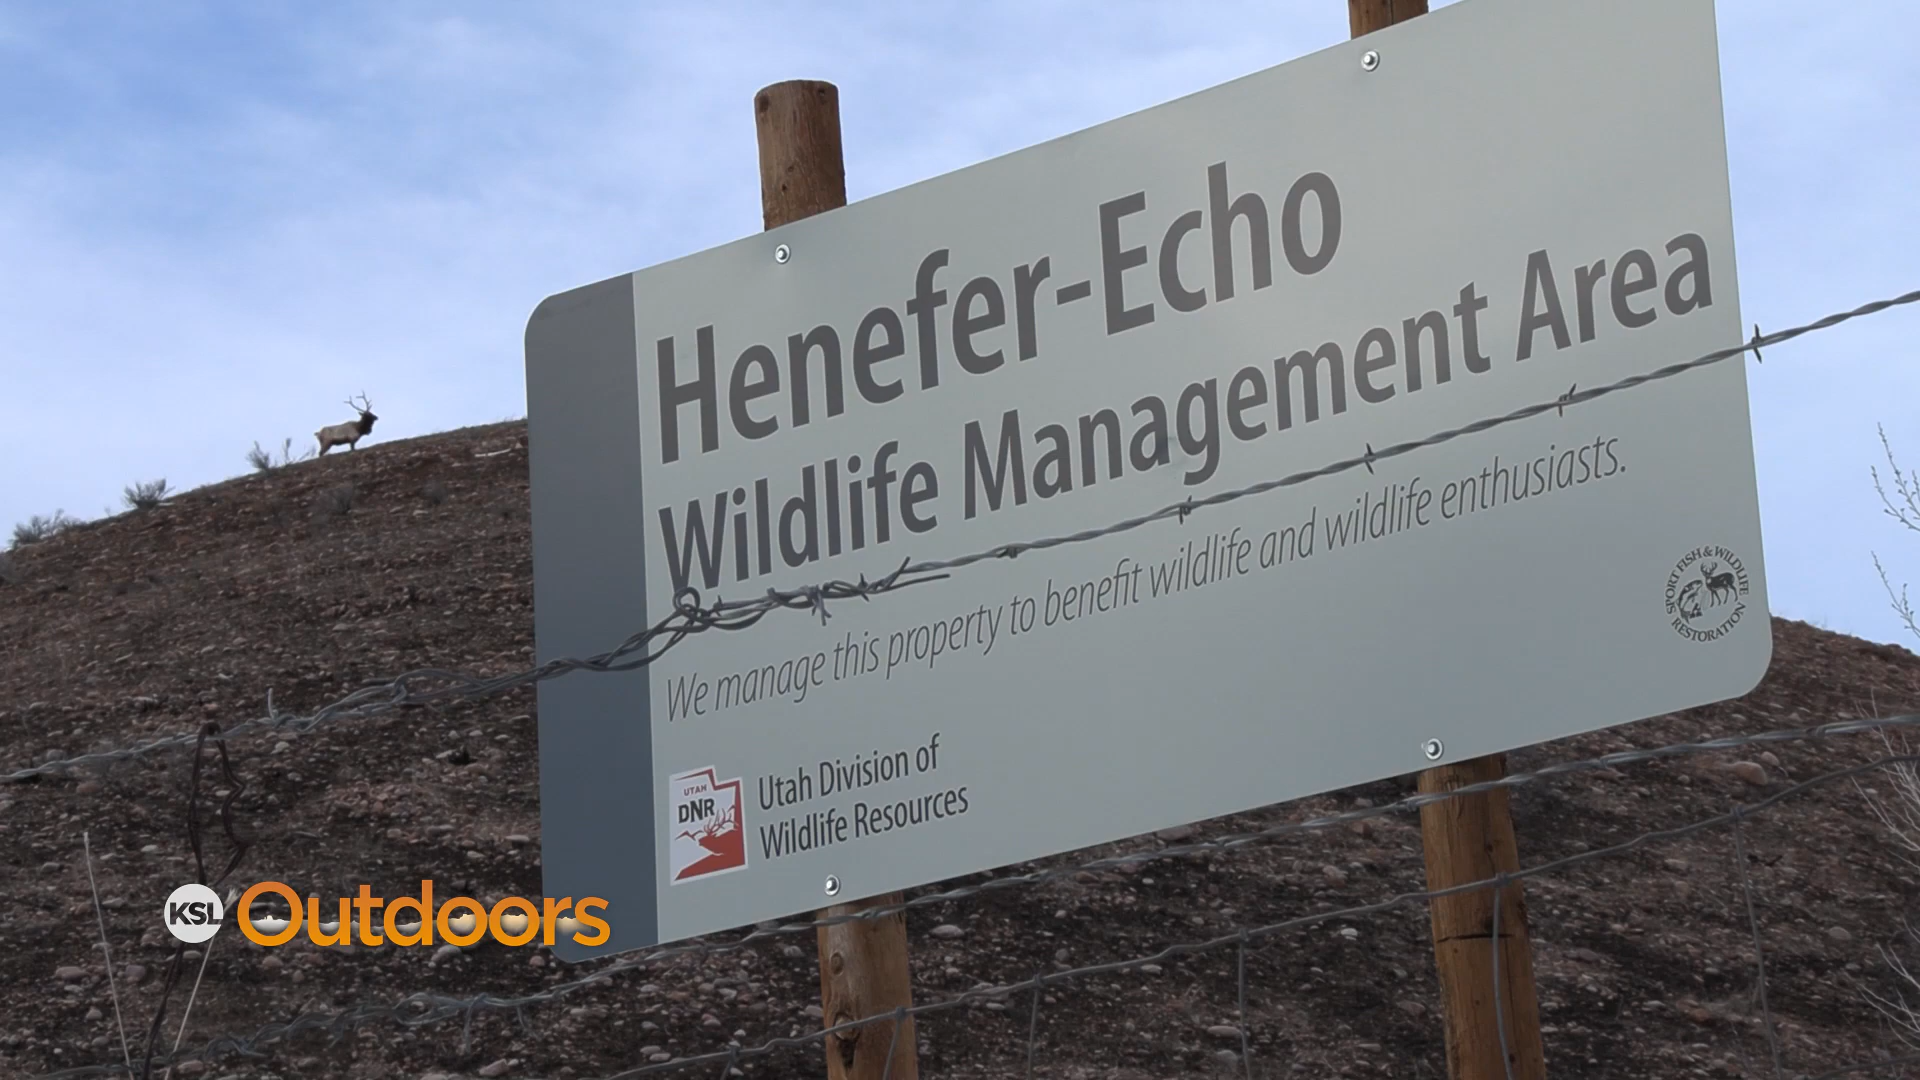 Henefer-Echo
Wildlife Management Area
We manage this property to benefit wildlife and wildlife enthusiasts.
SPORT FISH & WILDLIFE
RESTORATION
UTAH
DNR
Utah Division of
Wildlife Resources
KSL Outdoors